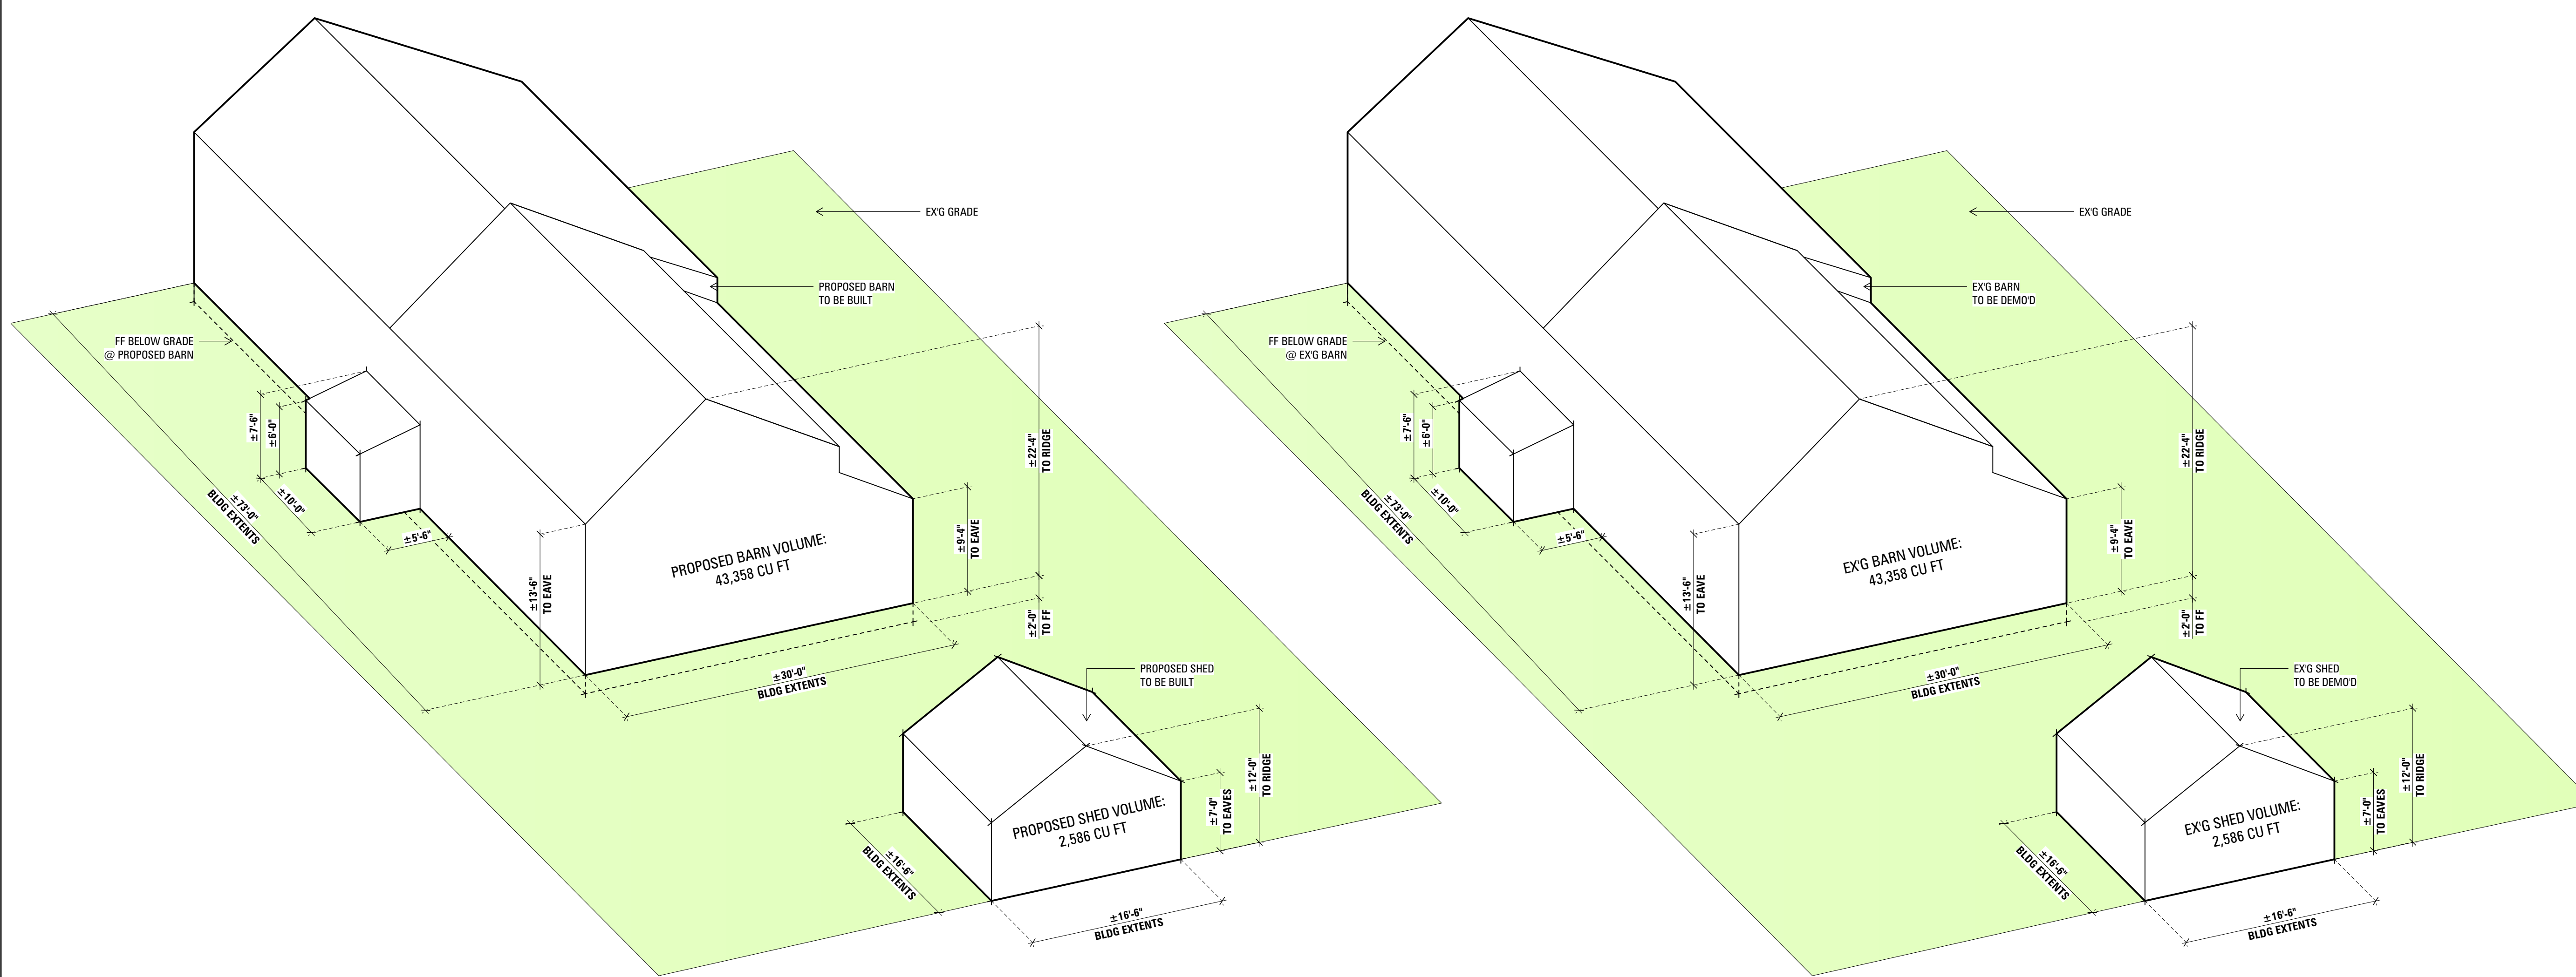 EX'G GRADE
PROPOSED BARN
TO BE BUILT
FF BELOW GRADE
@ PROPOSED BARN
±7'-6"
±6'-0"
±10'-0"
±73'-0"
BLDG EXTENTS
±5'-6"
±13'-6"
TO EAVE
PROPOSED BARN VOLUME:
43,358 CU FT
±9'-4"
TO EAVE
±22'-4"
TO RIDGE
±2'-0"
TO FF
±30'-0"
BLDG EXTENTS
PROPOSED SHED
TO BE BUILT
PROPOSED SHED VOLUME:
2,586 CU FT
±7'-0"
TO EAVES
±12'-0"
TO RIDGE
±16'-6"
BLDG EXTENTS
±16'-6"
BLDG EXTENTS
EX'G GRADE
EX'G BARN
TO BE DEMO'D
FF BELOW GRADE
@ EX'G BARN
±7'-6"
±6'-0"
±10'-0"
±73'-0"
BLDG EXTENTS
±5'-6"
±13'-6"
TO EAVE
EX'G BARN VOLUME:
43,358 CU FT
±9'-4"
TO EAVE
±22'-4"
TO RIDGE
±2'-0"
TO FF
±30'-0"
BLDG EXTENTS
EX'G SHED
TO BE DEMO'D
EX'G SHED VOLUME:
2,586 CU FT
±7'-0"
TO EAVES
±12'-0"
TO RIDGE
±16'-6"
BLDG EXTENTS
±16'-6"
BLDG EXTENTS